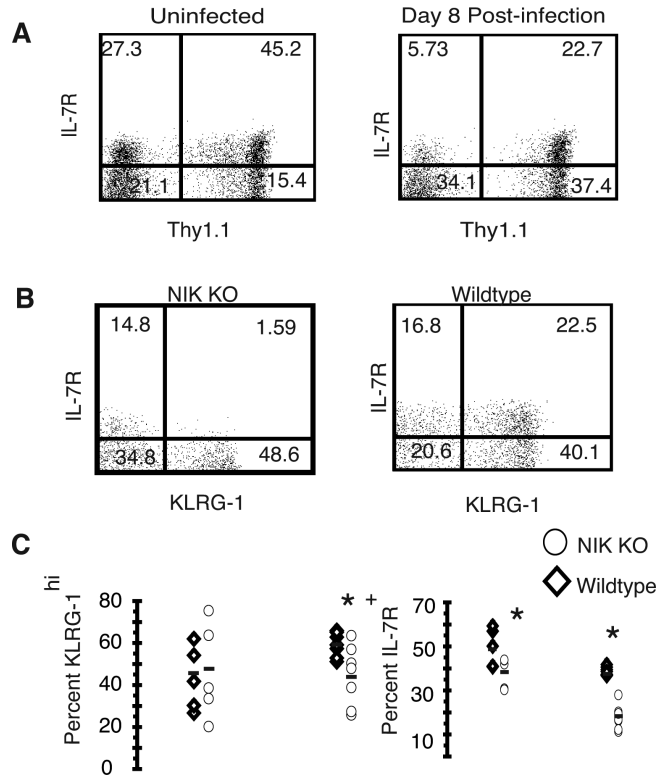 A
Uninfected
Day 8 Post-infection
27.3 45.2
5.73 22.7
IL-7R
IL-7R
21.1 15.4
34.1 37.4
Thy1.1
Thy1.1
B
NIK KO
Wildtype
14.8 1.59
16.8 22.5
IL-7R
IL-7R
34.8 48.6
20.6 40.1
KLRG-1
KLRG-1
C
NIK KO
Wildtype
Percent KLRG-1 hi
80
60
40
20
0
* +
Percent IL-7R +
70
50
30
10
*
*